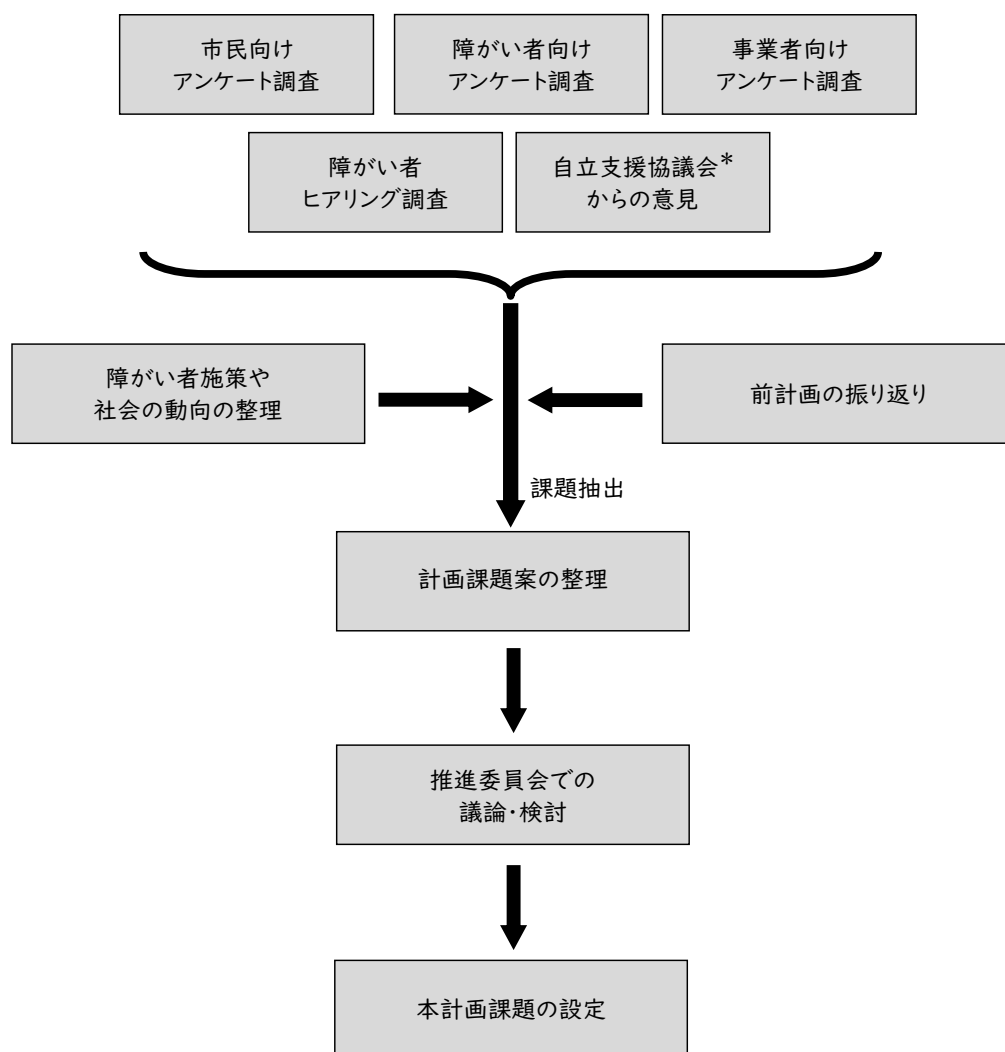 市民向け
アンケート調査
障がい者向け
アンケート調査
事業者向け
アンケート調査
障がい者
ヒアリング調査
自立支援協議会*
からの意見
障がい者施策や
社会の動向の整理
前計画の振り返り
課題抽出
計画課題案の整理
推進委員会での
議論・検討
本計画課題の設定